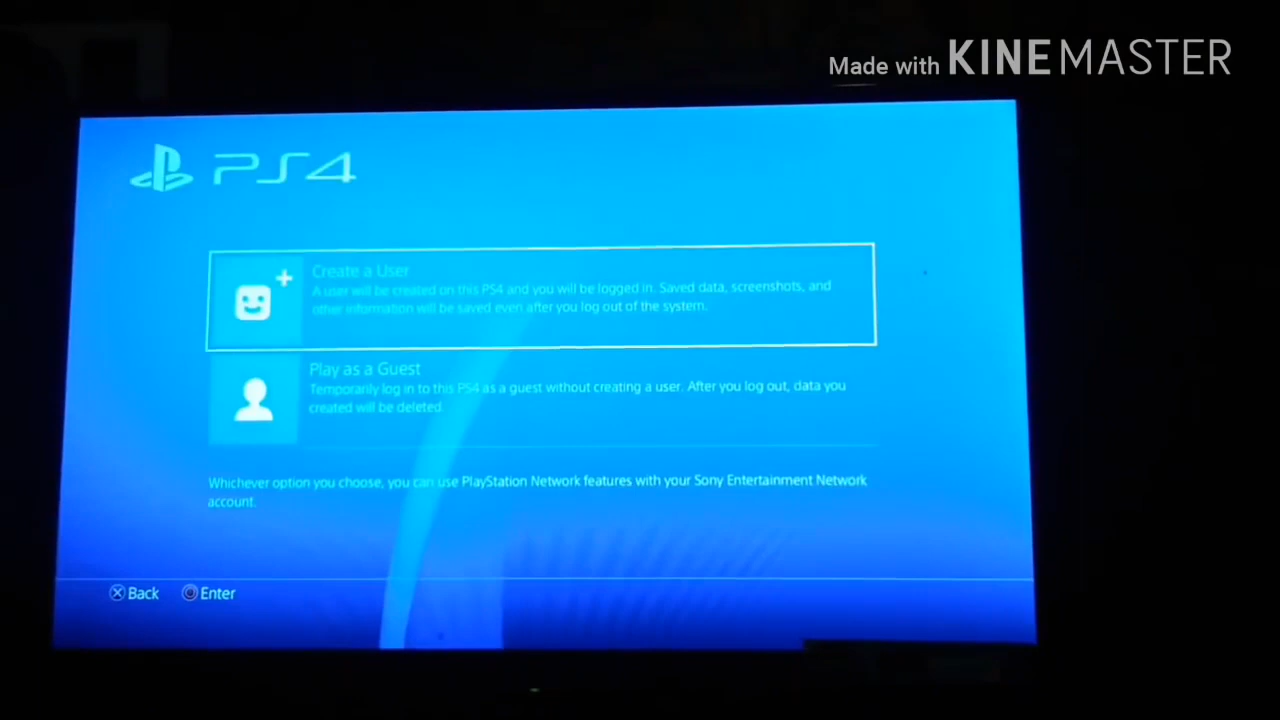 Made with KINEMASTER
PS4
Create a User
A user will be created on this PS4 and you will be logged in. Saved data, screenshots, and
other information will be saved even after you log out of the system.
Play as a Guest
Temporarily log in to this PS4 as a guest without creating a user. After you log out, data you
created will be deleted.
Whichever option you choose, you can use PlayStation Network features with your Sony Entertainment Network
account.
Back Enter